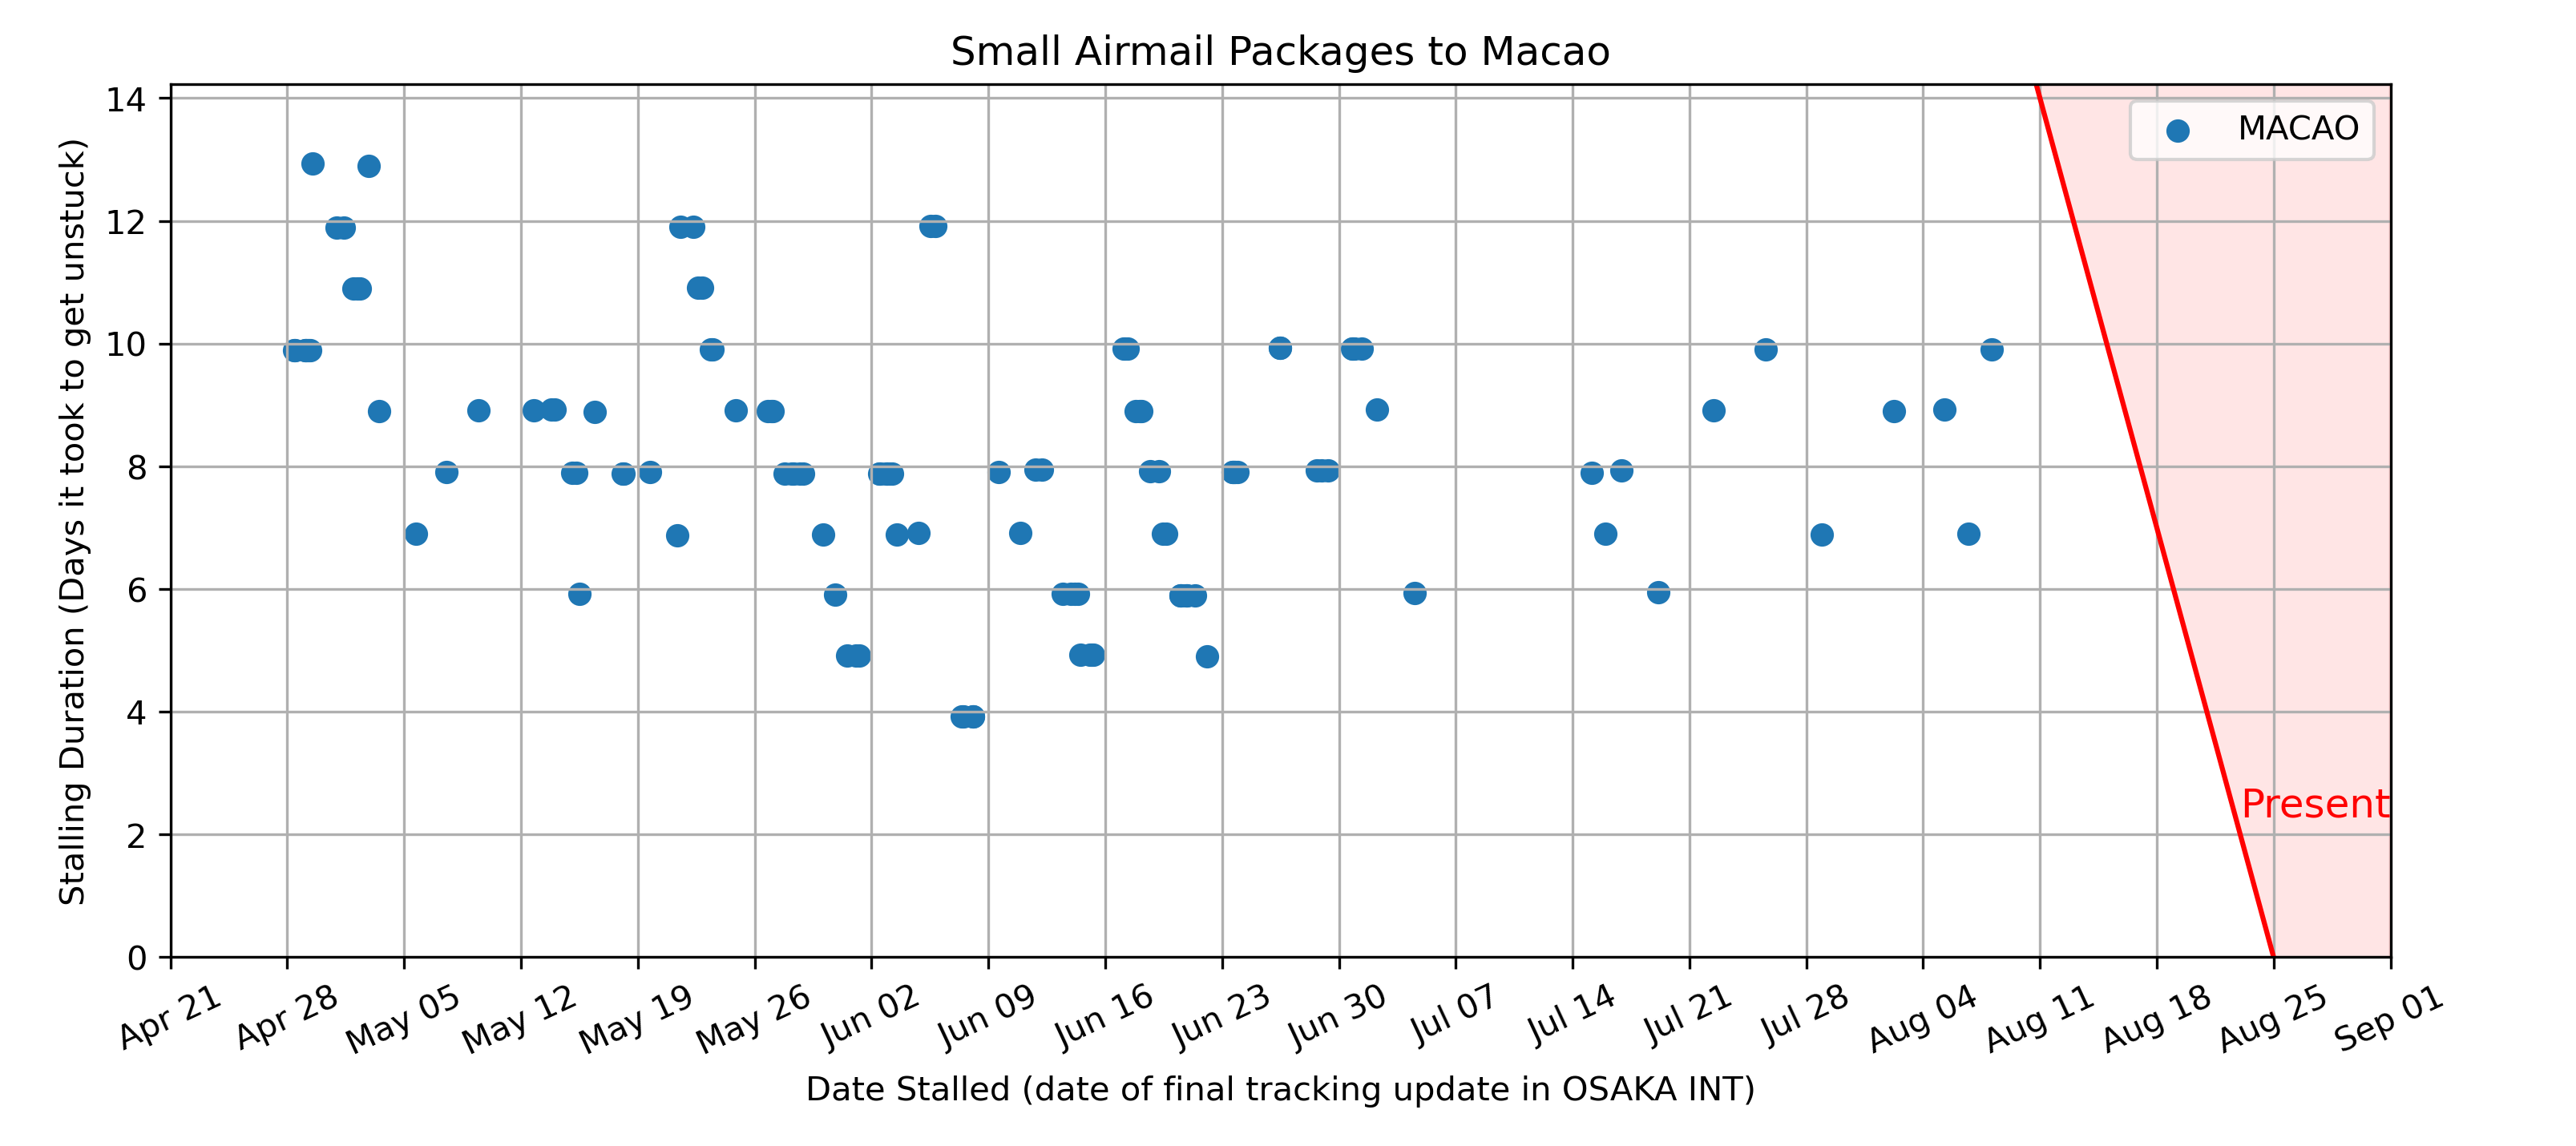 Small Airmail Packages to Macao
MACAO
Stalling Duration (Days it took to get unstuck)
14
12
10
8
6
4
2
0
Present
Apr 21
Apr 28
May 05
May 12
May 19
May 26
Jun 02
Jun 09
Jun 16
Jun 23
Jun 30
Jul 07
Jul 14
Jul 21
Jul 28
Aug 04
Aug 11
Aug 18
Aug 25
Sep 01
Date Stalled (date of final tracking update in OSAKA INT)